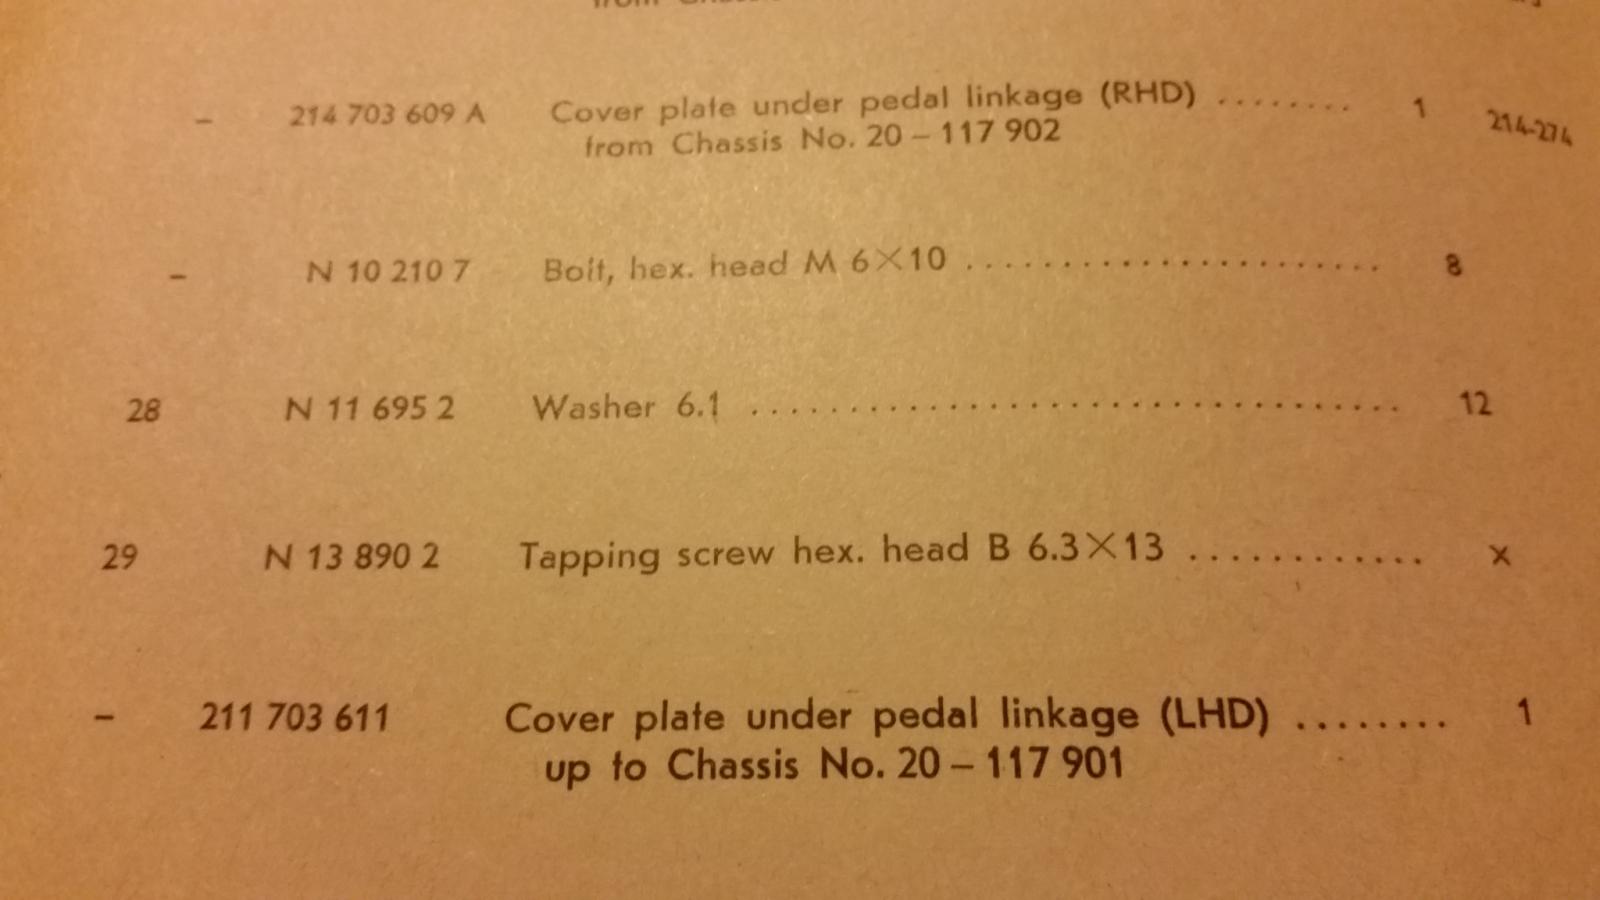 – 214 703 609 A Cover plate under pedal linkage (RHD) ........ 1 214-274
from Chassis No. 20 – 117 902
– N 10 210 7 Bolt, hex. head M 6×10 ...................... 8
28 N 11 695 2 Washer 6.1 ................................. 12
29 N 13 890 2 Tapping screw hex. head B 6.3×13 ............ x
– 211 703 611 Cover plate under pedal linkage (LHD) ........ 1
up to Chassis No. 20 – 117 901